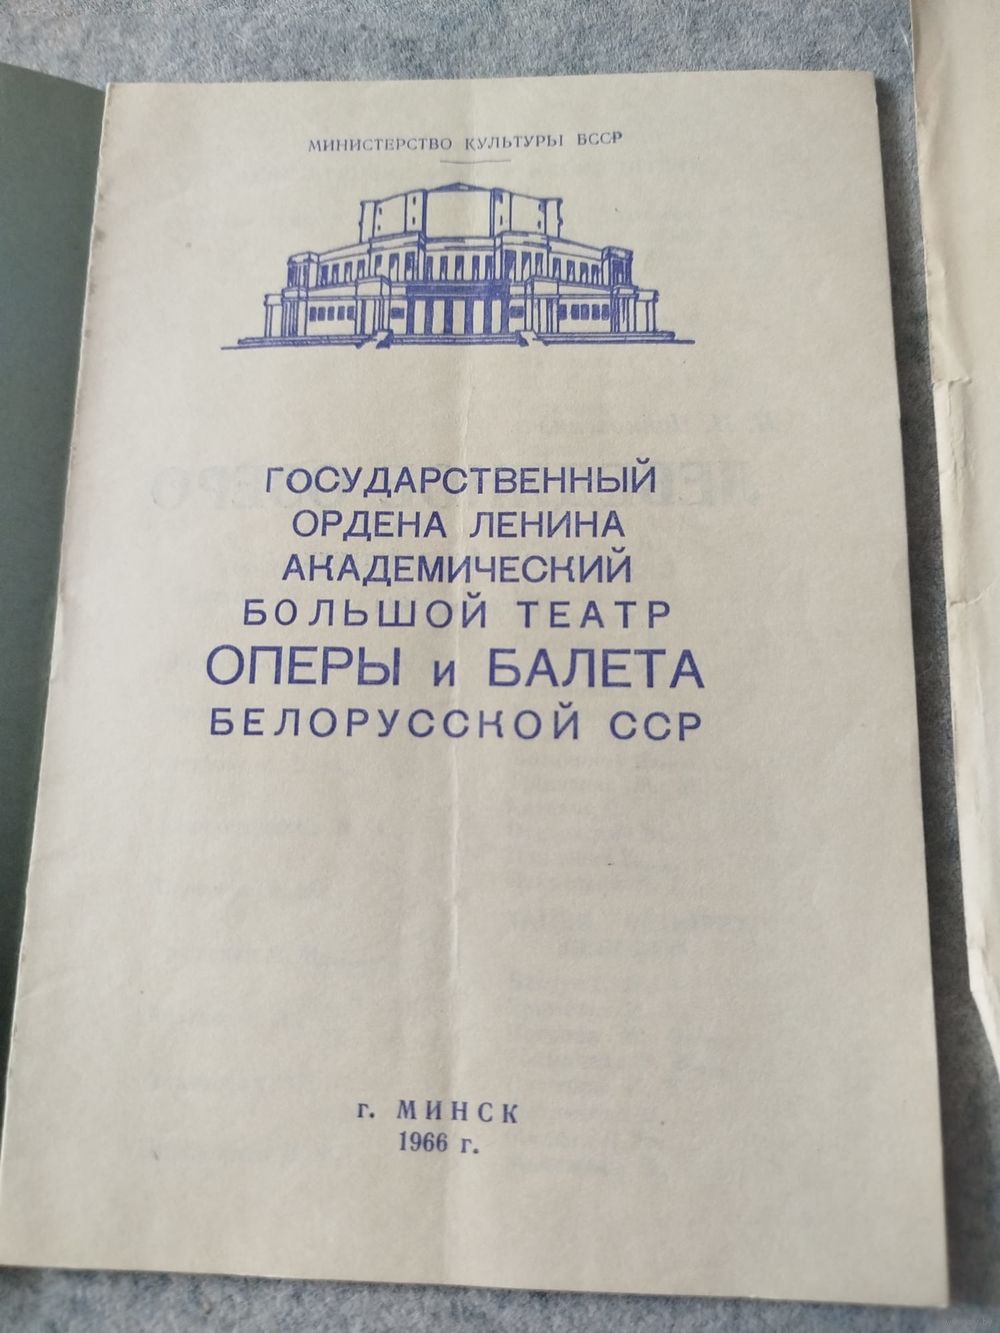 МИНИСТЕРСТВО КУЛЬТУРЫ БССР
ГОСУДАРСТВЕННЫЙ
ОРДЕНА ЛЕНИНА
АКАДЕМИЧЕСКИЙ
БОЛЬШОЙ ТЕАТР
ОПЕРЫ и БАЛЕТА
БЕЛОРУССКОЙ ССР
г. МИНСК
1966 г.